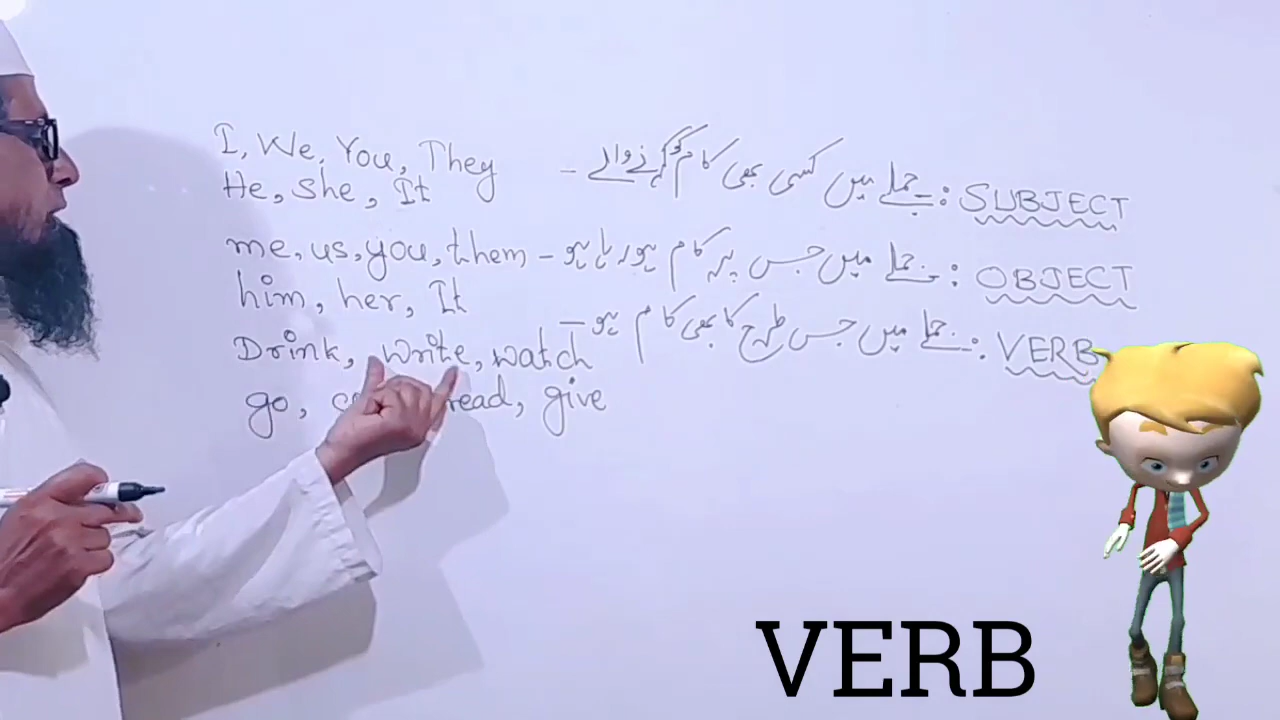 SUBJECT : جملے میں کسی بھی کام کو کرنے والے -
I, We, You, They
He, She, It
OBJECT : جملے میں جس پہ کام ہو رہا ہو -
me, us, you, them
him, her, It
VERB : جملے میں جس طرح کا بھی کام ہو -
Drink, write, watch
go, read, give
VERB